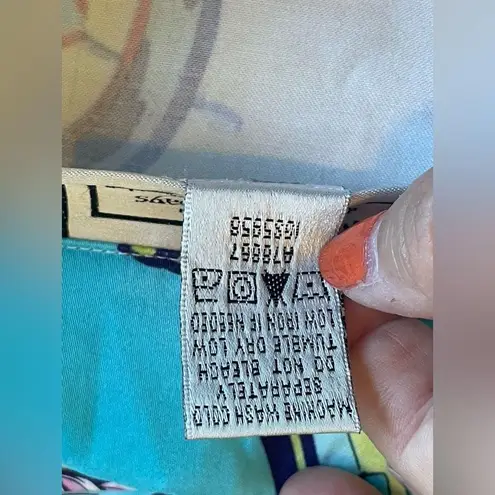 MACHINE WASH COLD
SEPARATELY
DO NOT BLEACH
TUMBLE DRY LOW
LOW IRON IF NEEDED